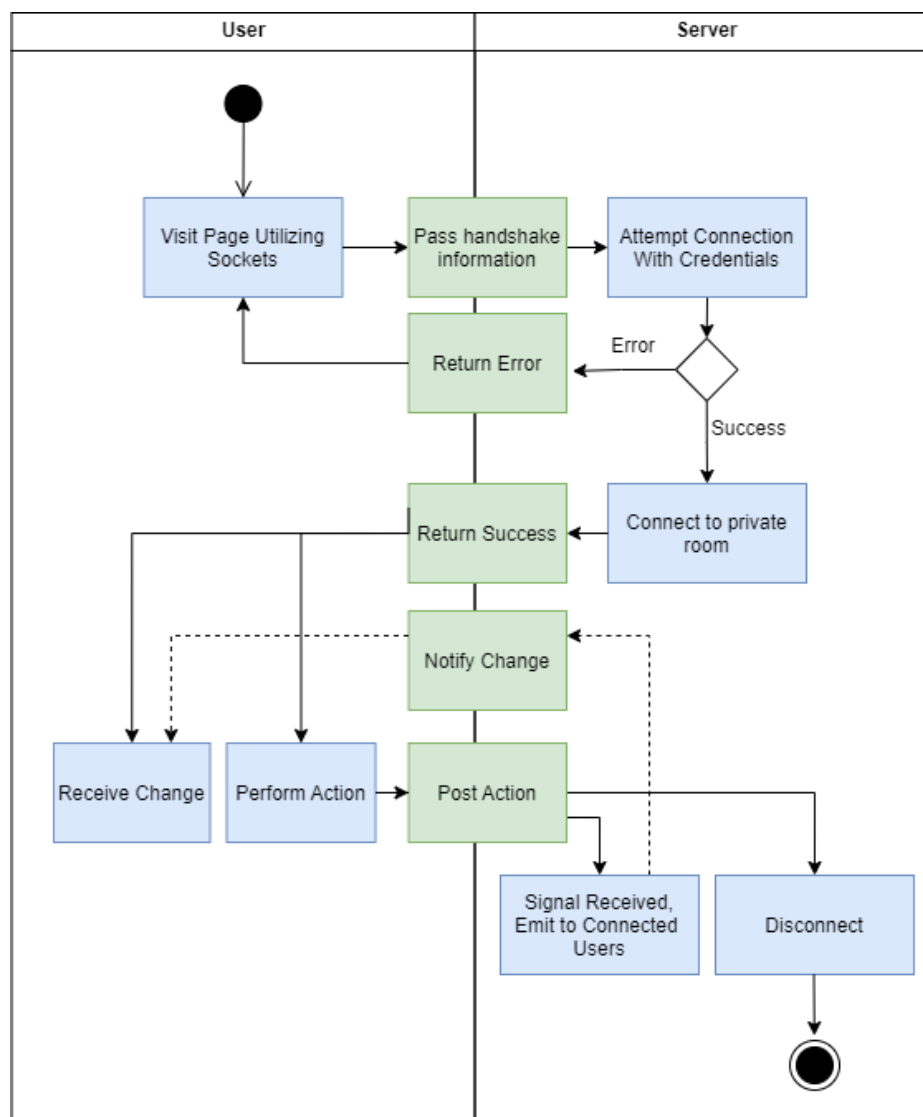 User
Server
Visit Page Utilizing
Sockets
Pass handshake
information
Attempt Connection
With Credentials
Return Error
Error
Success
Return Success
Connect to private
room
Notify Change
Receive Change
Perform Action
Post Action
Signal Received,
Emit to Connected
Users
Disconnect